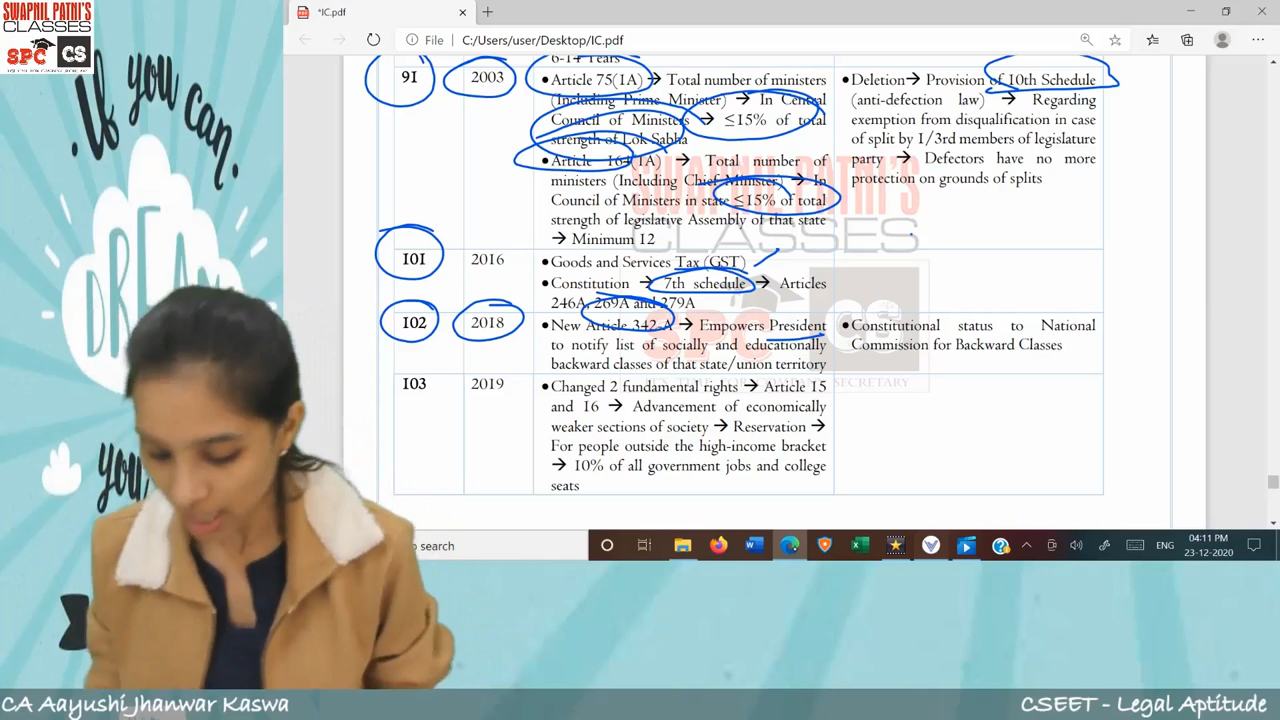 SWAPNIL PATNI'S
CLASSES
SPC CS
If you can
DREAM
you
*IC.pdf
File C:/Users/user/Desktop/IC.pdf
91 2003
•Article 75(1A) → Total number of ministers
(Including Prime Minister) → In Central
Council of Ministers → ≤15% of total
strength of Lok Sabha
•Article 164(1A) → Total number of
ministers (Including Chief Minister) → In
Council of Ministers in state ≤15% of total
strength of legislative Assembly of that state
→ Minimum 12
•Deletion→ Provision of 10th Schedule
(anti-defection law) → Regarding
exemption from disqualification in case
of split by 1/3rd members of legislature
party → Defectors have no more
protection on grounds of splits
101 2016
•Goods and Services Tax (GST)
•Constitution → 7th schedule → Articles
246A, 269A and 279A
102 2018
•New Article 342-A → Empowers President
to notify list of socially and educationally
backward classes of that state/union territory
•Constitutional status to National
Commission for Backward Classes
103 2019
•Changed 2 fundamental rights → Article 15
and 16 → Advancement of economically
weaker sections of society → Reservation →
For people outside the high-income bracket
→ 10% of all government jobs and college
seats
SWAPNIL PATNI'S
CLASSES
SPC CS
SECRETARY
o search
ENG
04:11 PM
23-12-2020
CA Aayushi Jhanwar Kaswa
CSEET - Legal Aptitude